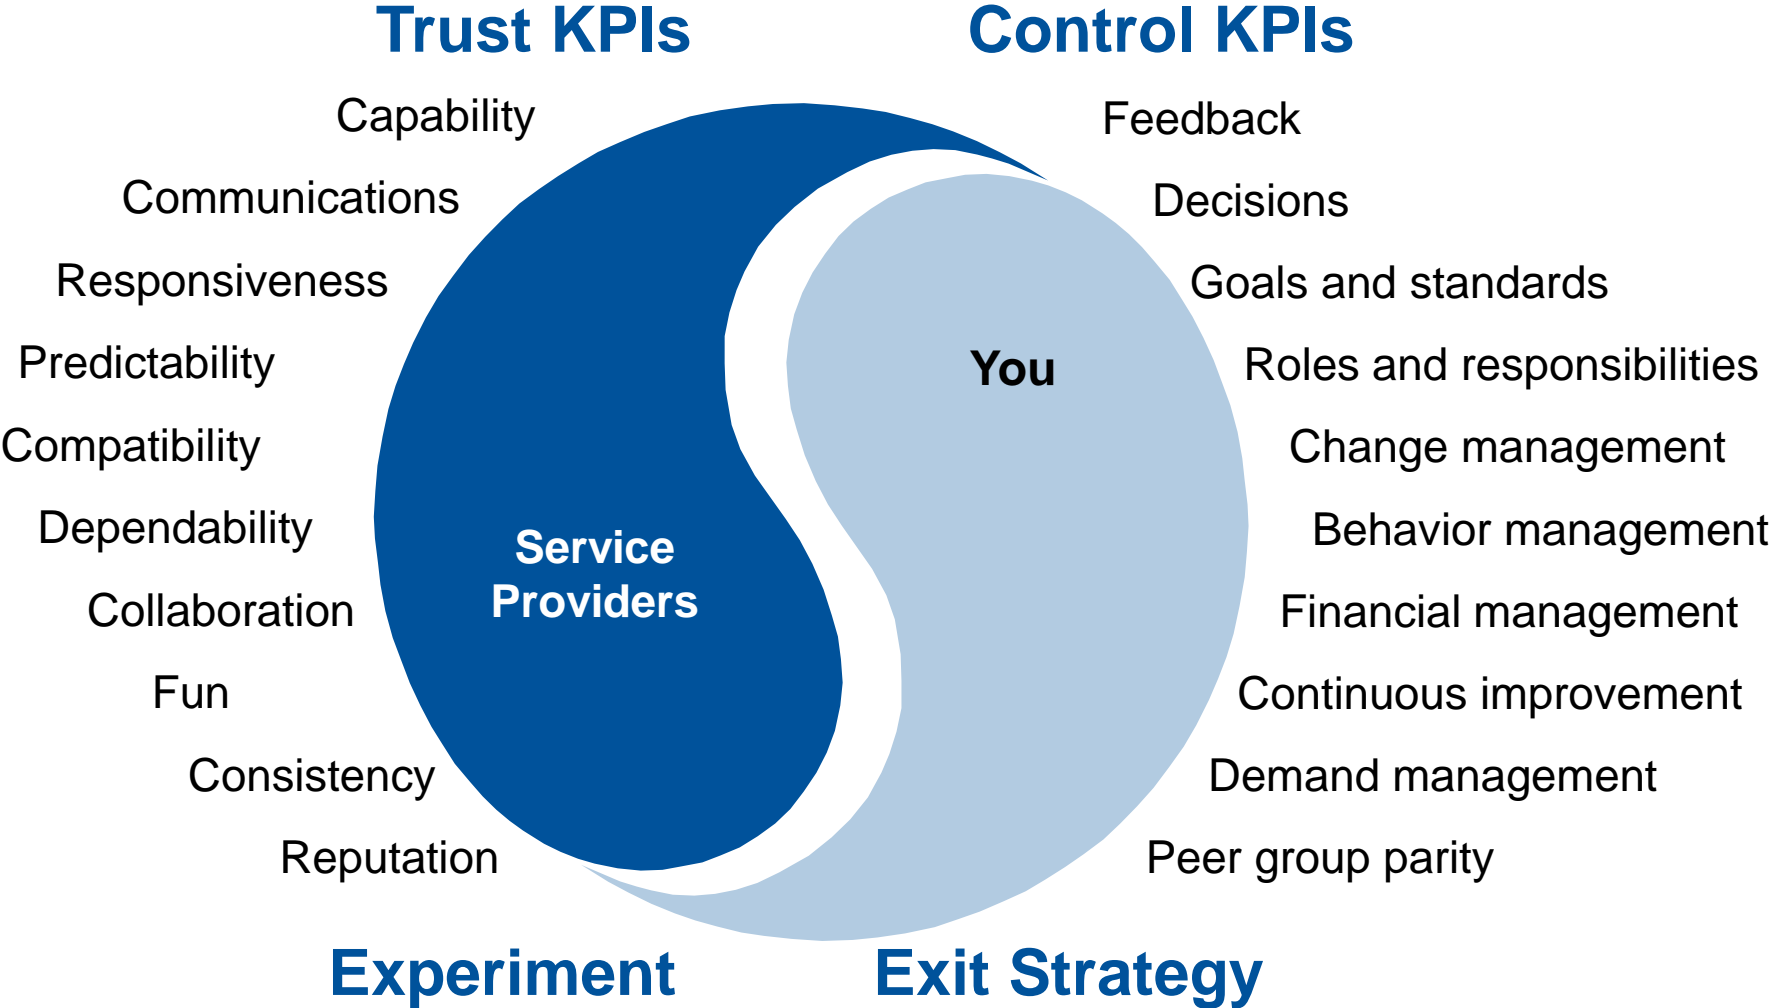 Trust KPIs
Control KPIs
Capability
Communications
Responsiveness
Predictability
Compatibility
Dependability
Collaboration
Fun
Consistency
Reputation
Service
Providers
You
Feedback
Decisions
Goals and standards
Roles and responsibilities
Change management
Behavior management
Financial management
Continuous improvement
Demand management
Peer group parity
Experiment
Exit Strategy